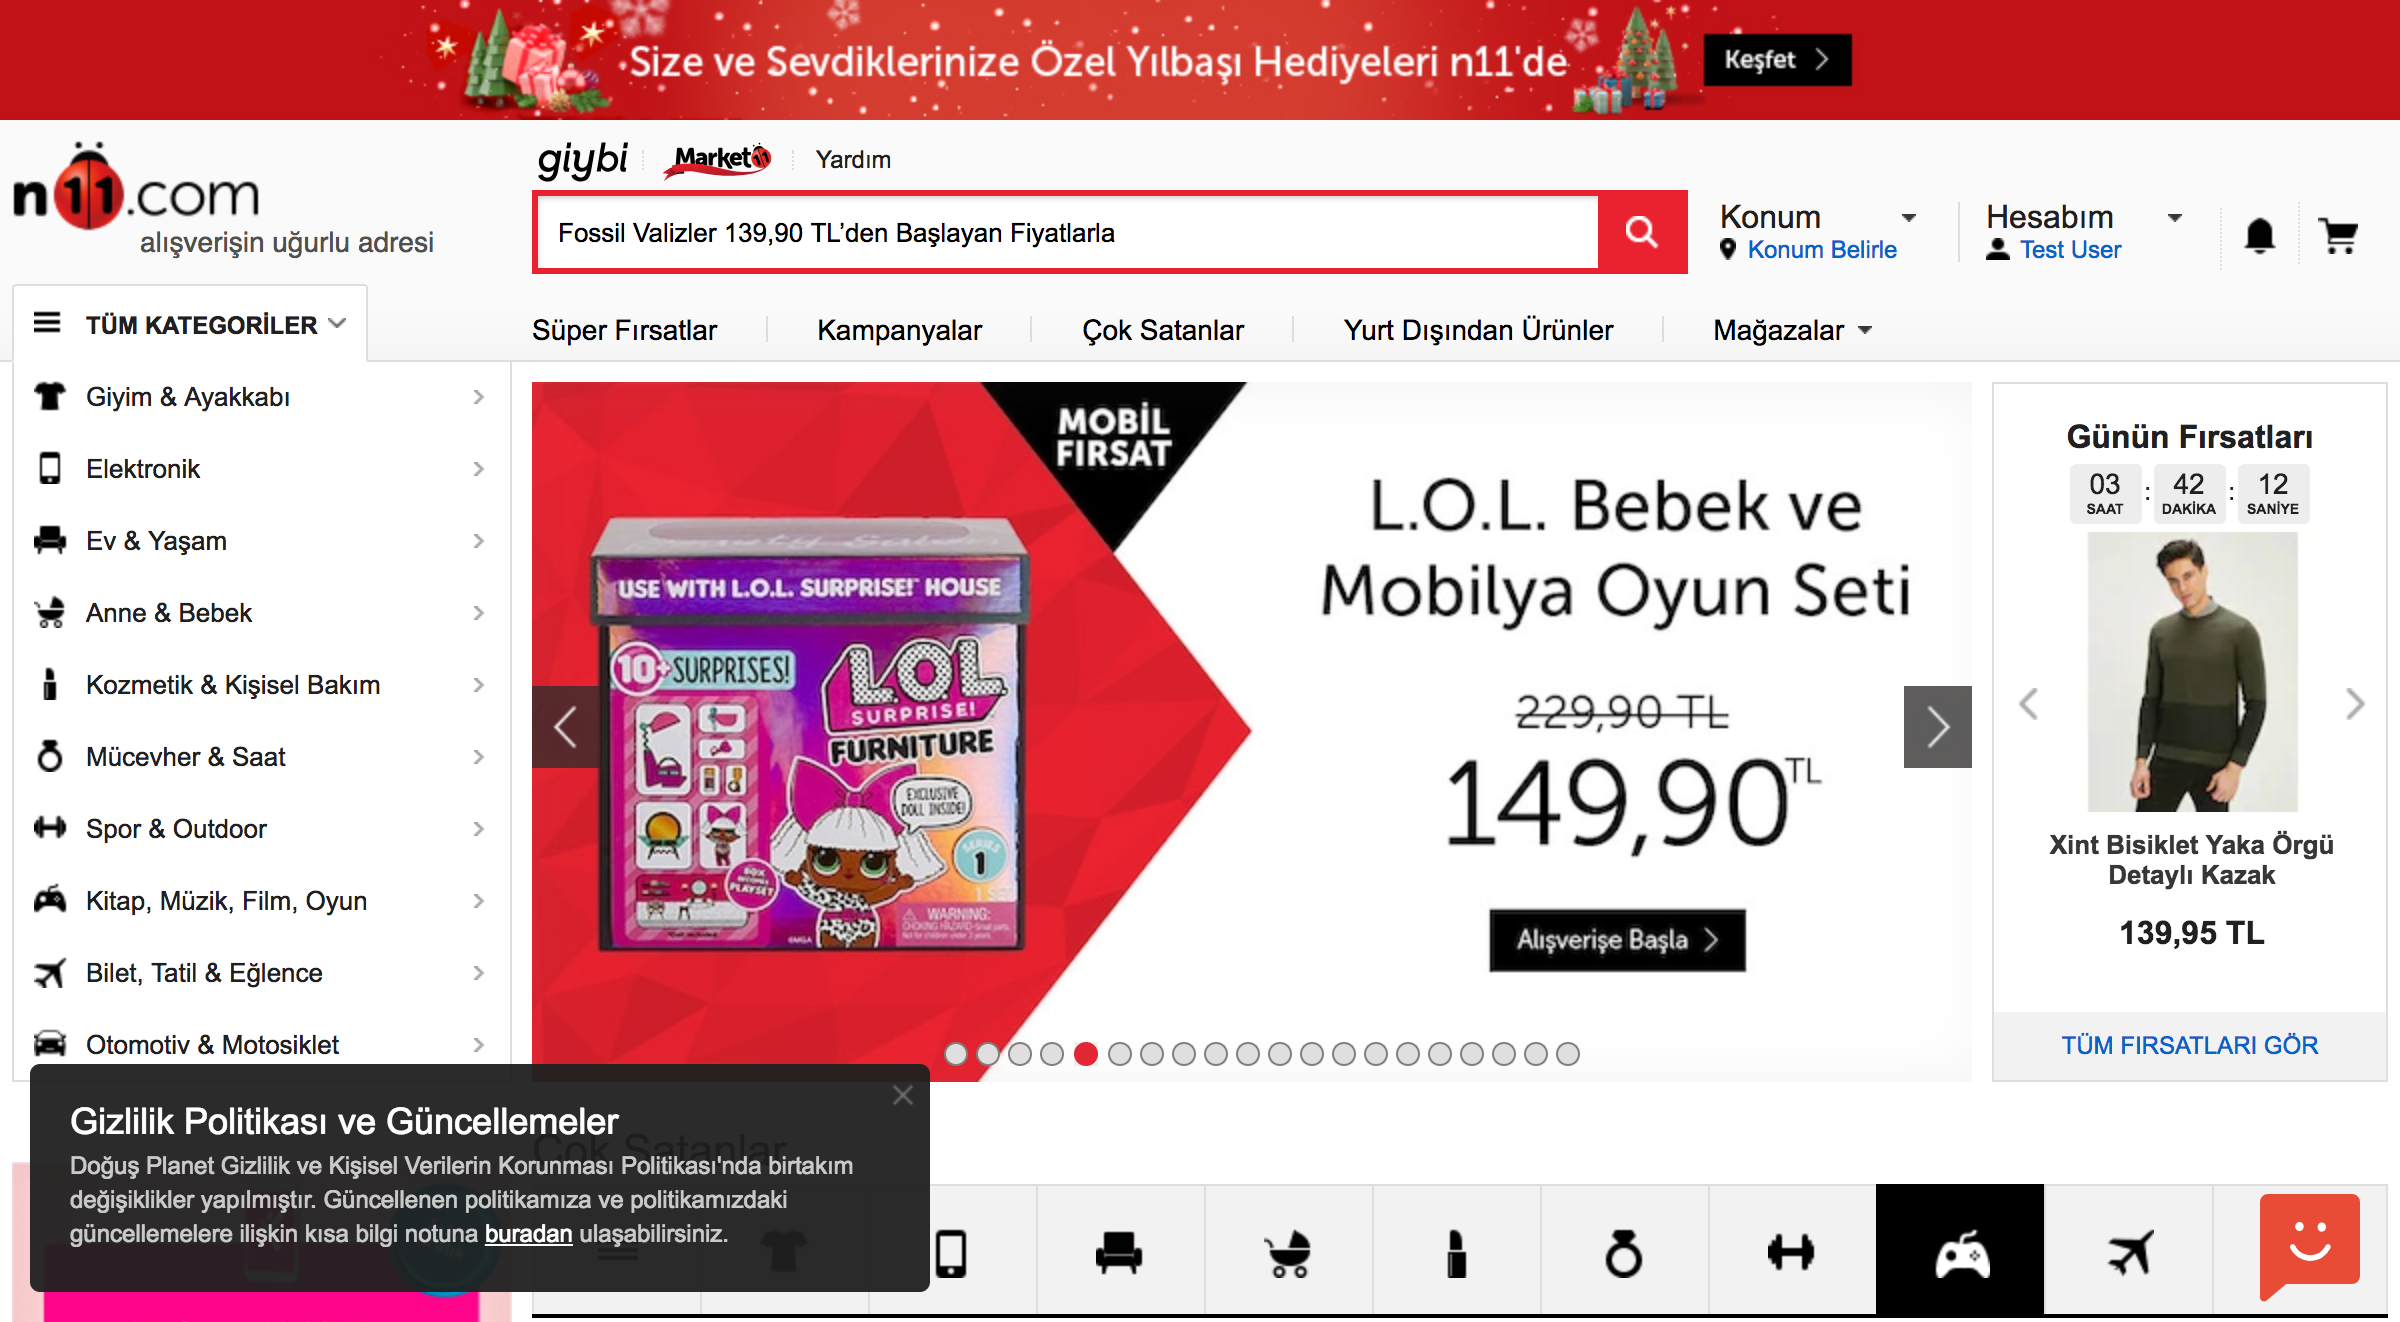 Size ve Sevdiklerinize Özel Yılbaşı Hediyeleri n11'de
Keşfet
n11.com
alışverişin uğurlu adresi
giybi
Market11
Yardım
Fossil Valizler 139,90 TL’den Başlayan Fiyatlarla
Konum
Konum Belirle
Hesabım
Test User
TÜM KATEGORİLER
Süper Fırsatlar
Kampanyalar
Çok Satanlar
Yurt Dışından Ürünler
Mağazalar
Giyim & Ayakkabı
Elektronik
Ev & Yaşam
Anne & Bebek
Kozmetik & Kişisel Bakım
Mücevher & Saat
Spor & Outdoor
Kitap, Müzik, Film, Oyun
Bilet, Tatil & Eğlence
Otomotiv & Motosiklet
MOBİL
FIRSAT
USE WITH L.O.L. SURPRISE! HOUSE
10+ SURPRISES!
L.O.L
SURPRISE!
FURNITURE
EXCLUSIVE
DOLL INSIDE!
SERIES
1
BOX
BECOMES
PLAYSET
WARNING:
L.O.L. Bebek ve
Mobilya Oyun Seti
229,90 TL
149,90 TL
Alışverişe Başla
Günün Fırsatları
03 : 42 : 12
SAAT DAKİKA SANİYE
Xint Bisiklet Yaka Örgü
Detaylı Kazak
139,95 TL
TÜM FIRSATLARI GÖR
Çok Satanlar
Gizlilik Politikası ve Güncellemeler
Doğuş Planet Gizlilik ve Kişisel Verilerin Korunması Politikası'nda birtakım
değişiklikler yapılmıştır. Güncellenen politikamıza ve politikamızdaki
güncellemelere ilişkin kısa bilgi notuna buradan ulaşabilirsiniz.